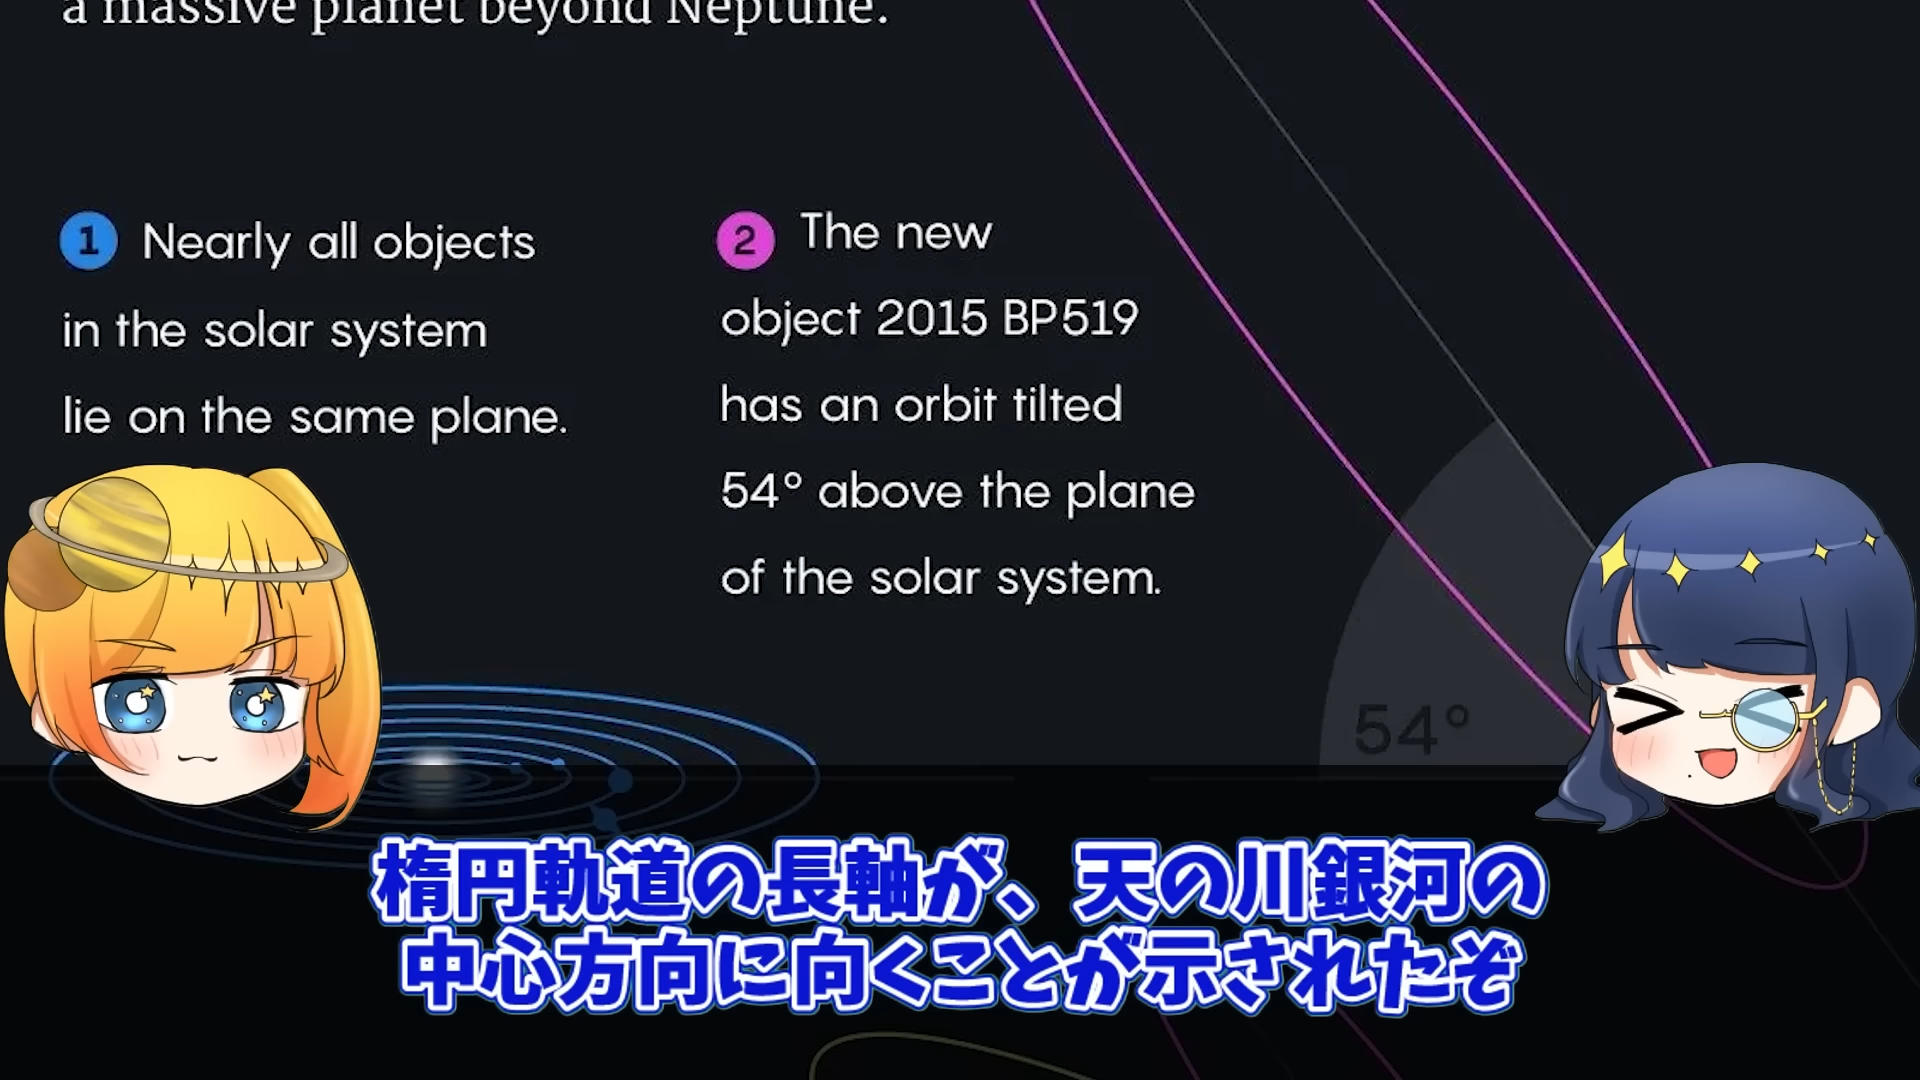 a massive planet beyond Neptune.
1 Nearly all objects
in the solar system
lie on the same plane.
2 The new
object 2015 BP519
has an orbit tilted
54° above the plane
of the solar system.
54°
楕円軌道の長軸が、天の川銀河の
中心方向に向くことが示されたぞ